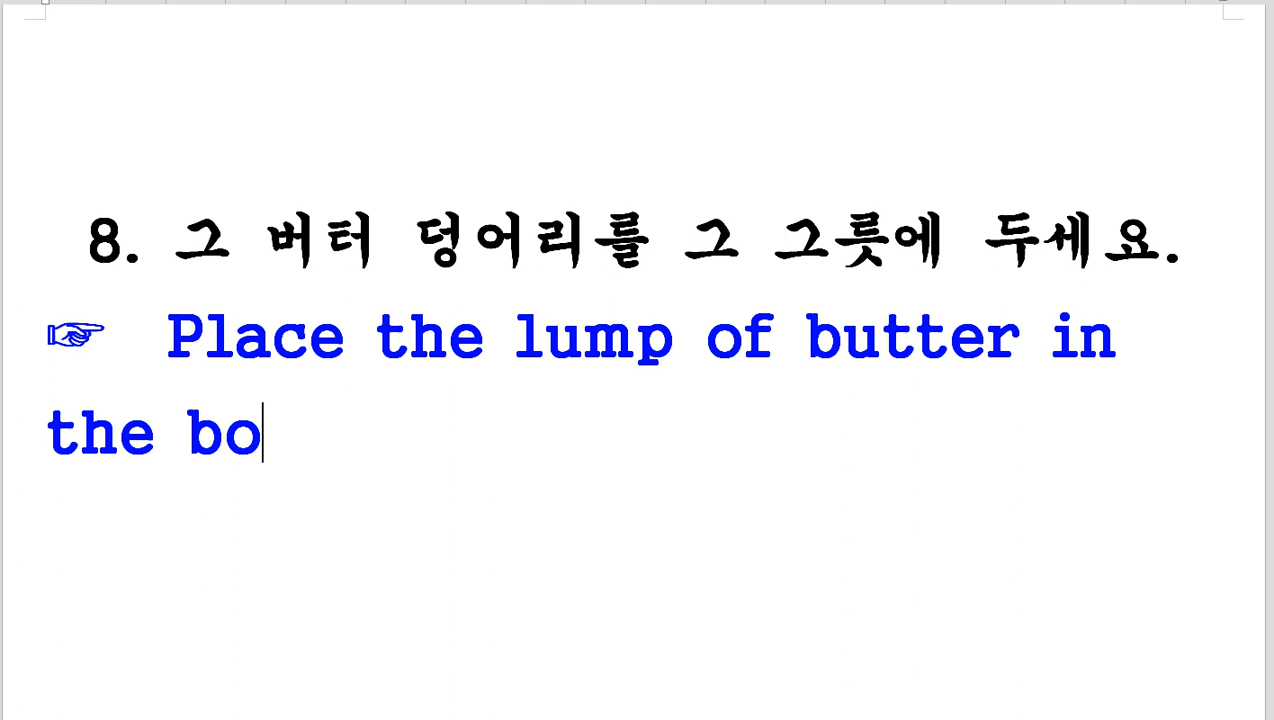 8. 그 버터 덩어리를 그 그릇에 두세요.
☞ Place the lump of butter in
the bo